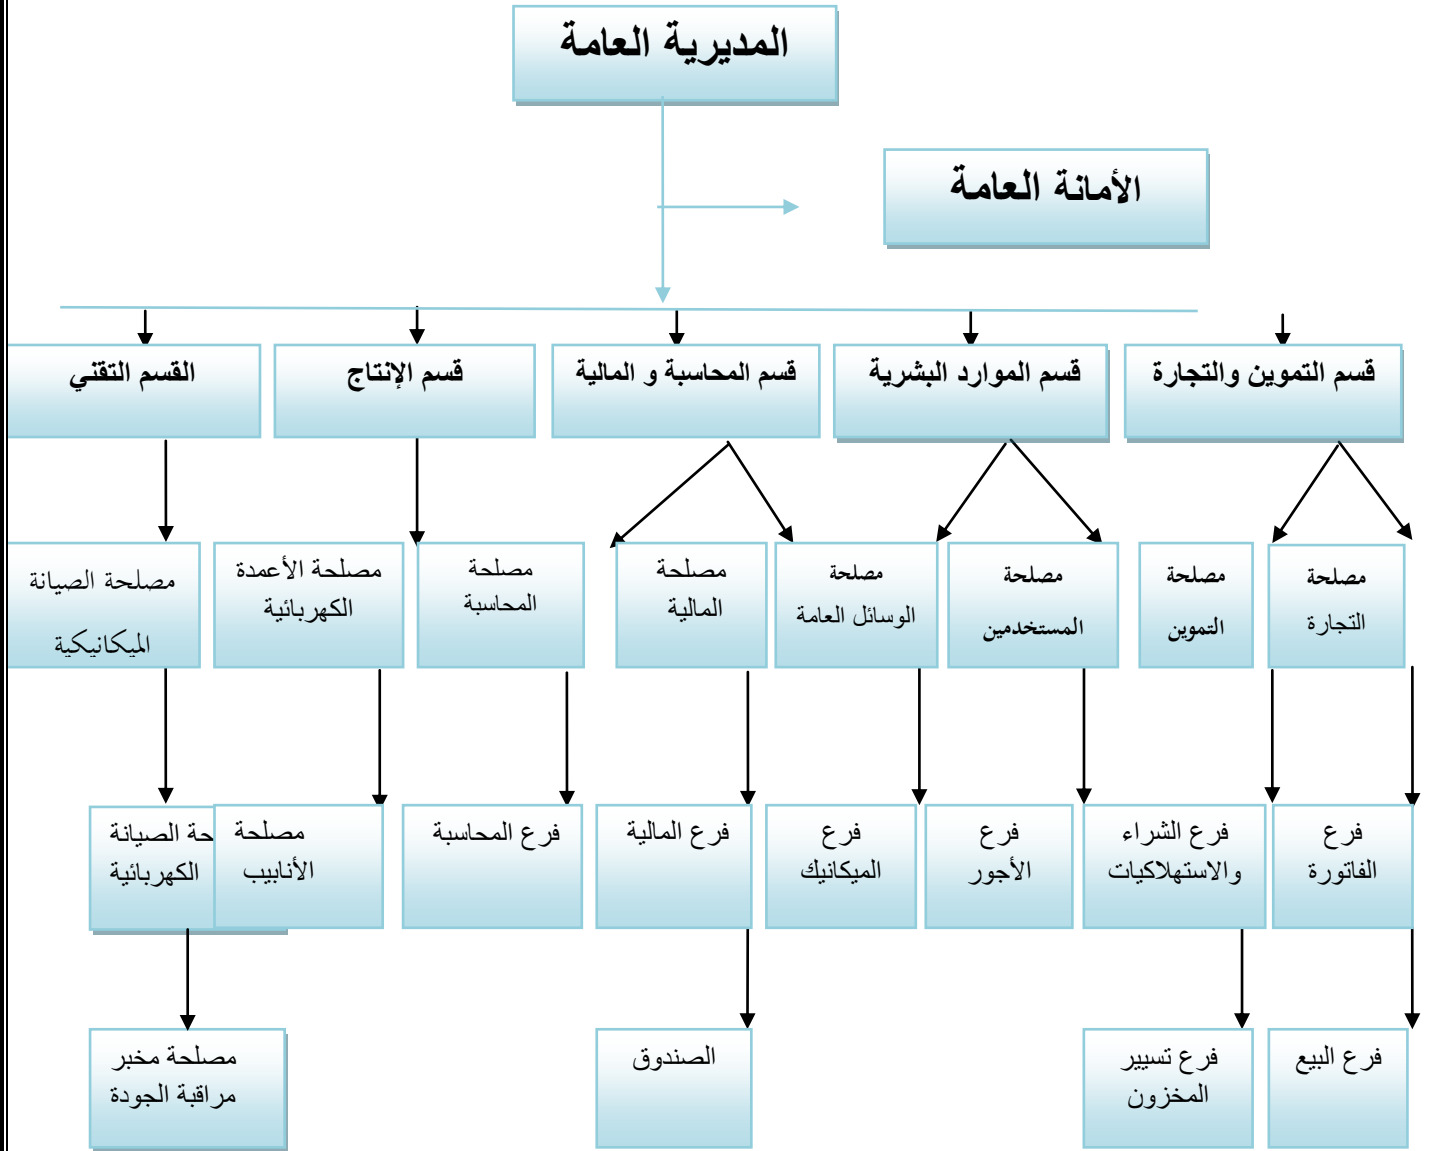 المديرية العامة
الأمانة العامة
قسم التموين والتجارة
قسم الموارد البشرية
قسم المحاسبة و المالية
قسم الإنتاج
القسم التقني
مصلحة
التجارة
مصلحة
التموين
مصلحة
المستخدمين
مصلحة
الوسائل العامة
مصلحة
المالية
مصلحة
المحاسبة
مصلحة الأعمدة
الكهربائية
مصلحة الصيانة
الميكانيكية
فرع
الفاتورة
فرع الشراء
والاستهلاكيات
فرع
الأجور
فرع
الميكانيك
فرع المالية
فرع المحاسبة
مصلحة
الأنابيب
حة الصيانة
الكهربائية
فرع البيع
فرع تسيير
المخزون
الصندوق
مصلحة مخبر
مراقبة الجودة